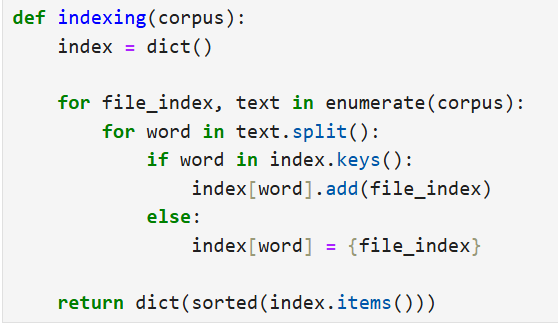 def indexing(corpus):
    index = dict()

    for file_index, text in enumerate(corpus):
        for word in text.split():
            if word in index.keys():
                index[word].add(file_index)
            else:
                index[word] = {file_index}

    return dict(sorted(index.items()))